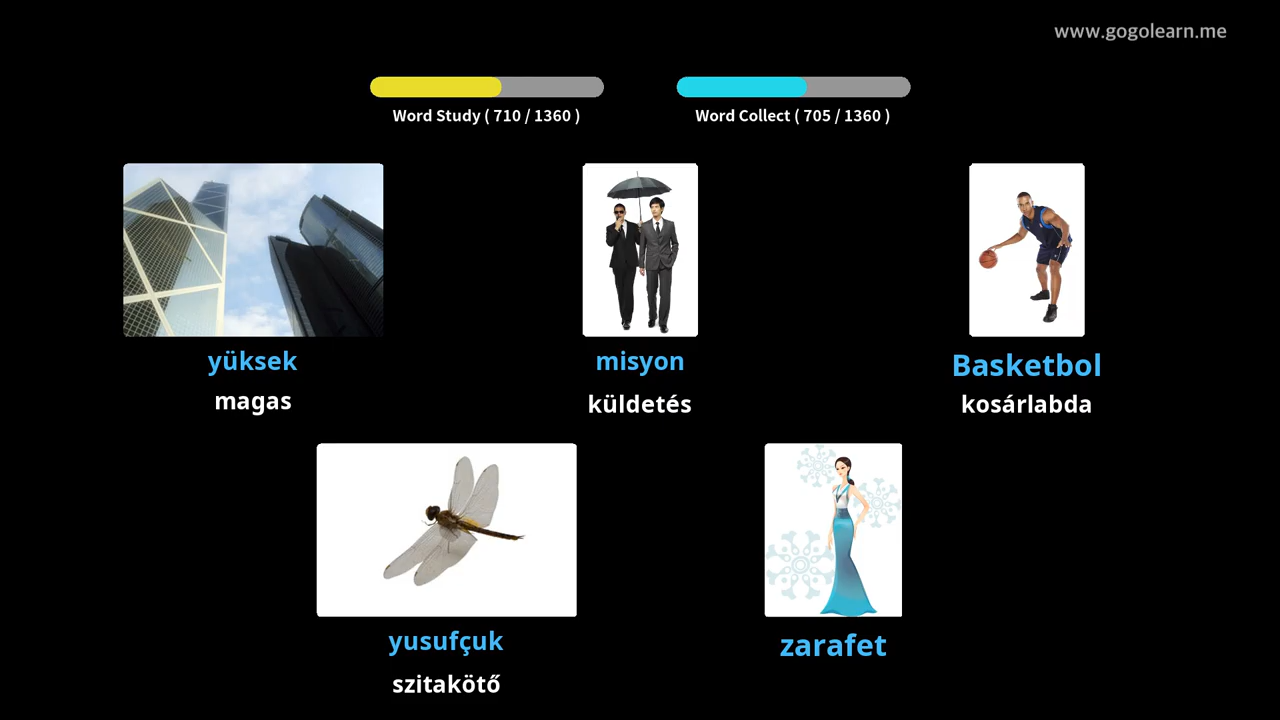 www.gogolearn.me
Word Study ( 710 / 1360 )
Word Collect ( 705 / 1360 )
yüksek
magas
misyon
küldetés
Basketbol
kosárlabda
yusufçuk
szitakötő
zarafet